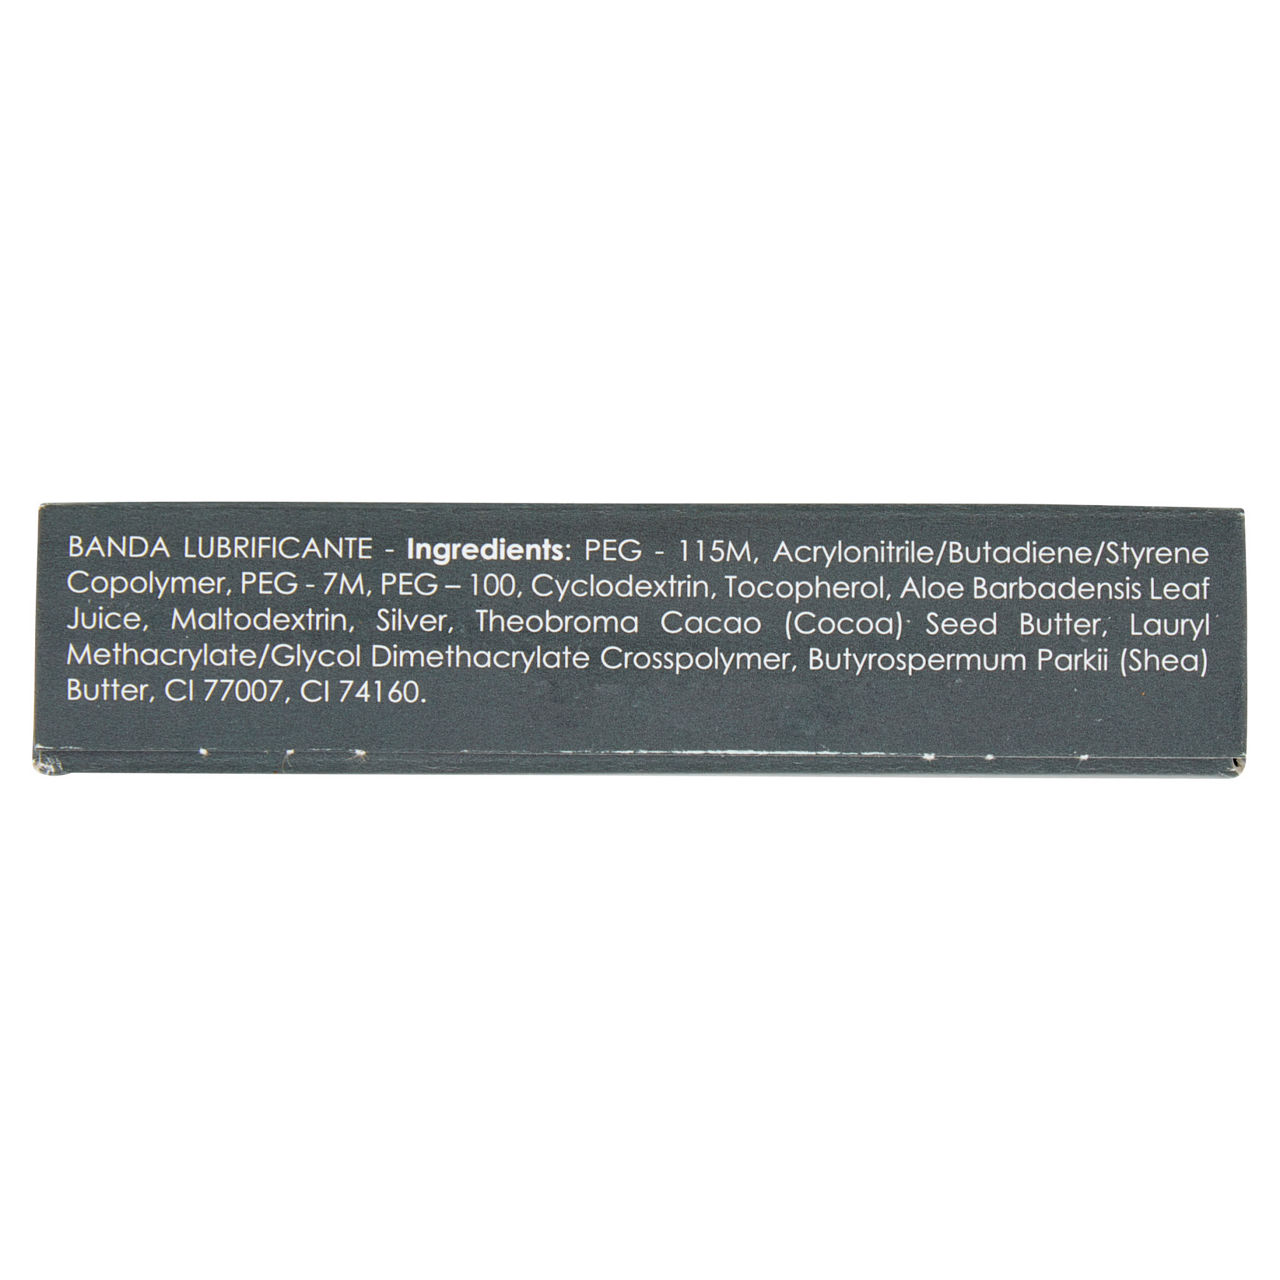 BANDA LUBRIFICANTE - Ingredients: PEG - 115M, Acrylonitrile/Butadiene/Styrene
Copolymer, PEG - 7M, PEG – 100, Cyclodextrin, Tocopherol, Aloe Barbadensis Leaf
Juice, Maltodextrin, Silver, Theobroma Cacao (Cocoa) Seed Butter, Lauryl
Methacrylate/Glycol Dimethacrylate Crosspolymer, Butyrospermum Parkii (Shea)
Butter, CI 77007, CI 74160.